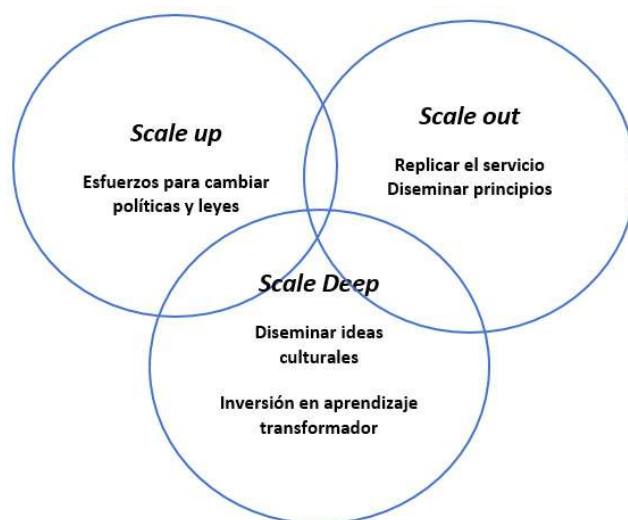 Scale up
Esfuerzos para cambiar
políticas y leyes
Scale out
Replicar el servicio
Diseminar principios
Scale Deep
Diseminar ideas
culturales
Inversión en aprendizaje
transformador